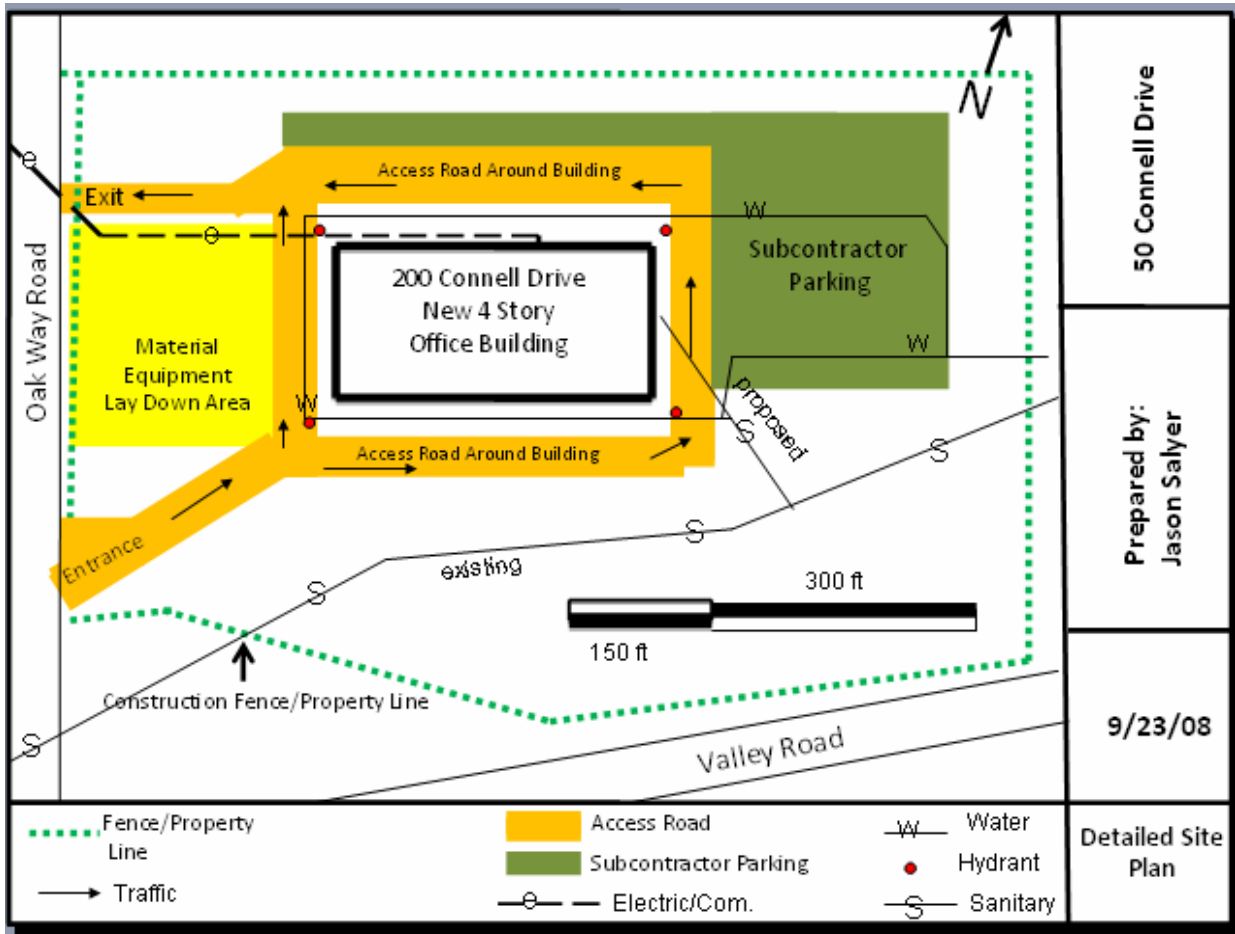 N
e
Access Road Around Building
Exit
W
e
Subcontractor
Parking
200 Connell Drive
New 4 Story
Office Building
Oak Way Road
Material
Equipment
Lay Down Area
W
W
proposed
S
Access Road Around Building
S
Entrance
S
existing
S
300 ft
150 ft
Construction Fence/Property Line
S
Valley Road
50 Connell Drive
Prepared by:
Jason Salyer
9/23/08
Detailed Site
Plan
Fence/Property
Line
Traffic
Access Road
Subcontractor Parking
e
Electric/Com.
W
Water
Hydrant
S
Sanitary